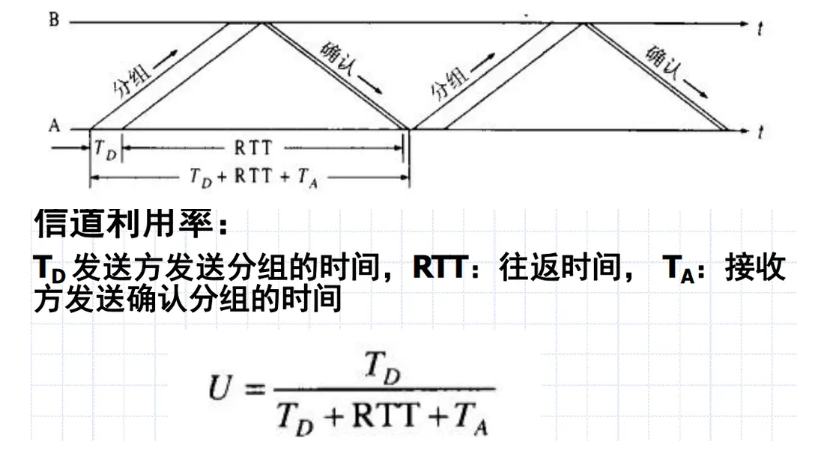 B
t
分组
确认
分组
确认
A
t
T_D
RTT
T_D + RTT + T_A
信道利用率：
T_D 发送方发送分组的时间，RTT：往返时间， T_A：接收
方发送确认分组的时间
U = T_D / (T_D + RTT + T_A)